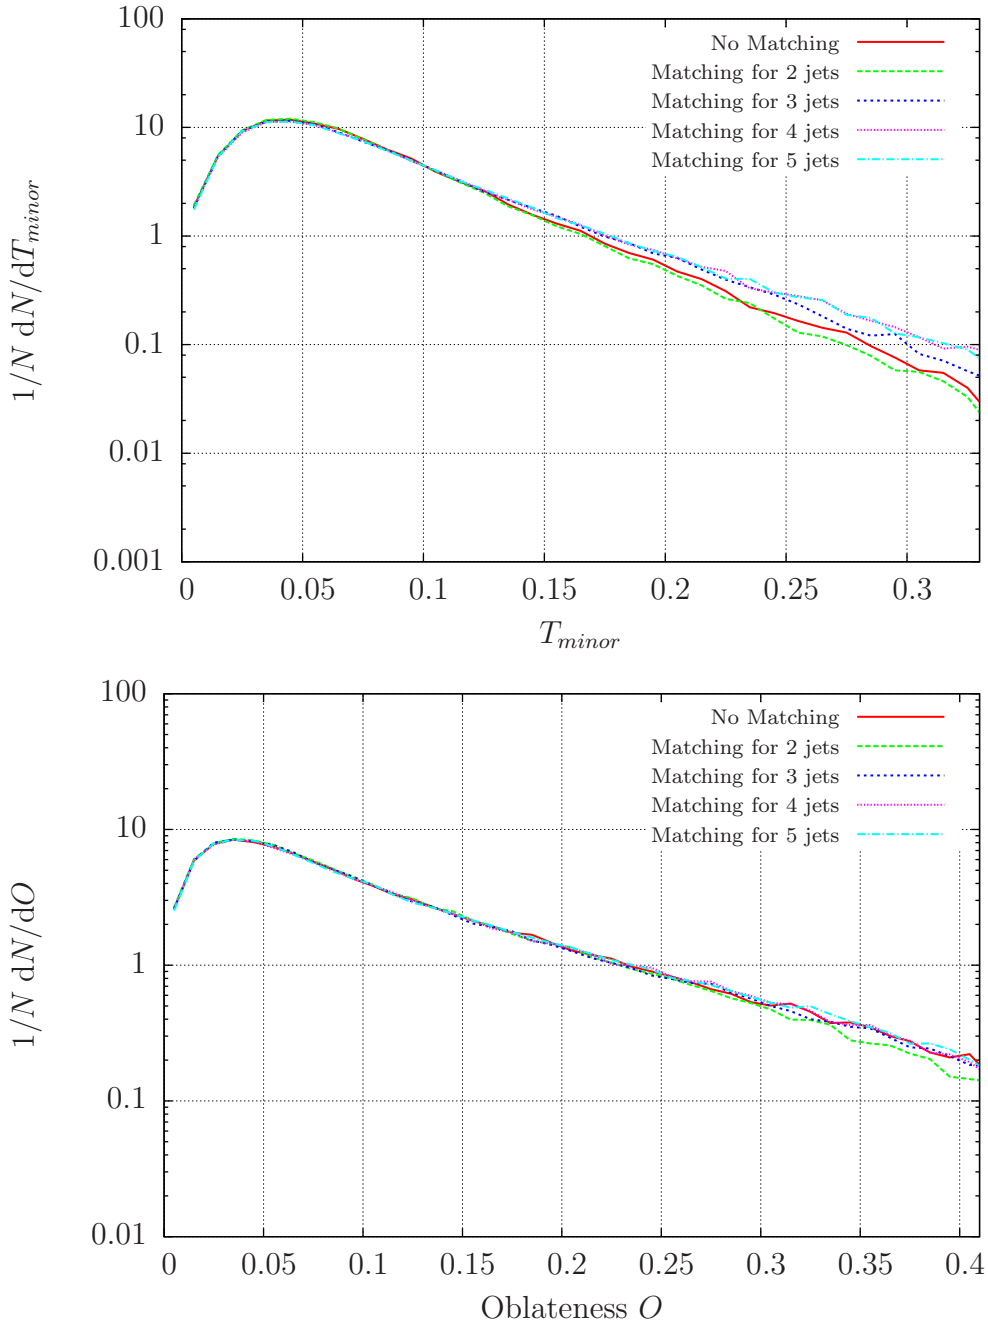 100
10
1
0.1
0.01
0.001
1/N dN/dT_minor
No Matching
Matching for 2 jets
Matching for 3 jets
Matching for 4 jets
Matching for 5 jets
0 0.05 0.1 0.15 0.2 0.25 0.3
T_minor
100
10
1
0.1
0.01
1/N dN/dO
No Matching
Matching for 2 jets
Matching for 3 jets
Matching for 4 jets
Matching for 5 jets
0 0.05 0.1 0.15 0.2 0.25 0.3 0.35 0.4
Oblateness O